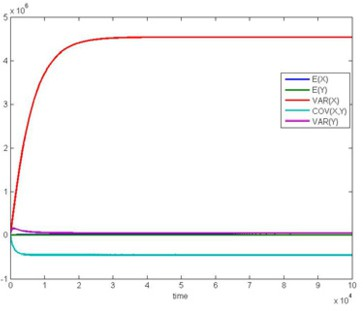 x 10⁶
5
4
3
2
1
0
-1
0 1 2 3 4 5 6 7 8 9 10
x 10⁴
time
E(X)
E(Y)
VAR(X)
COV(X,Y)
VAR(Y)